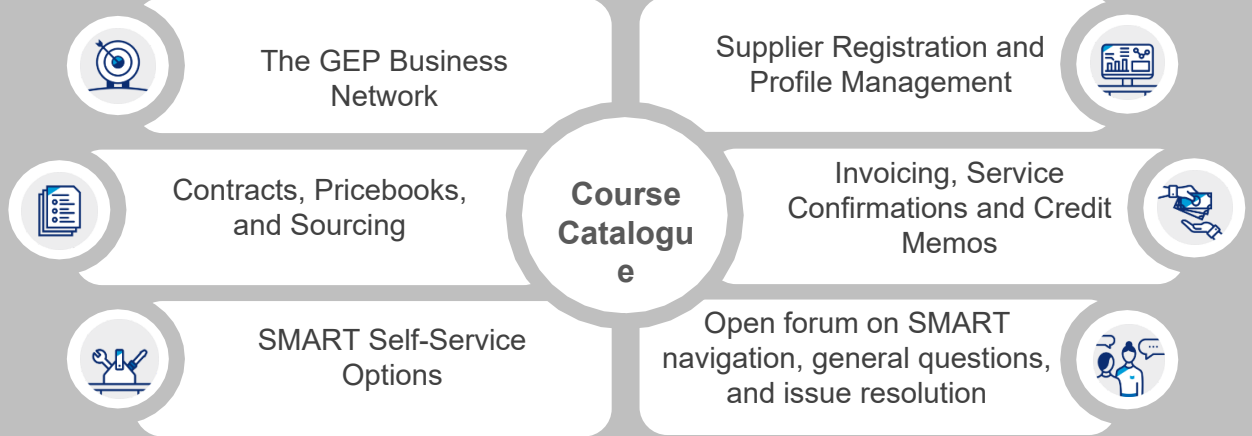 The GEP Business
Network
Supplier Registration and
Profile Management
Contracts, Pricebooks,
and Sourcing
Course
Catalogu
e
Invoicing, Service
Confirmations and Credit
Memos
SMART Self-Service
Options
Open forum on SMART
navigation, general questions,
and issue resolution